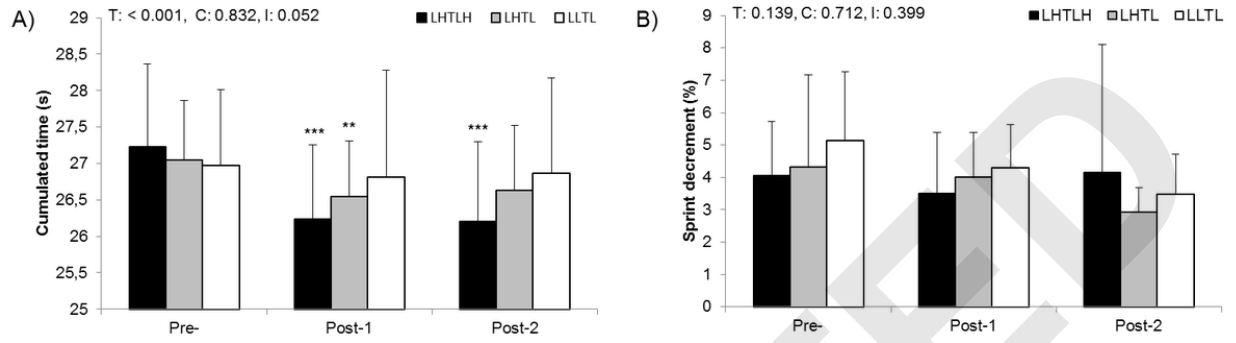 A)
T: < 0.001, C: 0.832, I: 0.052
LHTLH LHTL LLTL
Cumulated time (s)
29
28,5
28
27,5
27
26,5
26
25,5
25
*** ** ***
Pre- Post-1 Post-2
B)
T: 0.139, C: 0.712, I: 0.399
LHTLH LHTL LLTL
Sprint decrement (%)
9
8
7
6
5
4
3
2
1
0
Pre- Post-1 Post-2